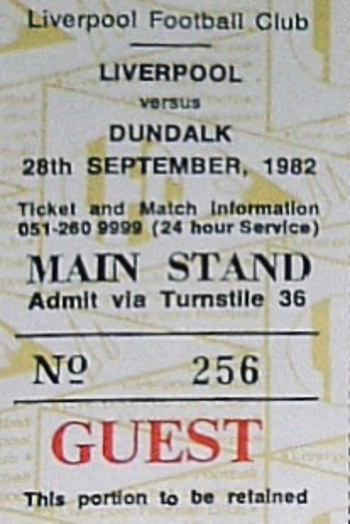 Liverpool Football Club
LIVERPOOL
versus
DUNDALK
28th SEPTEMBER, 1982
Ticket and Match Information
051-260 9999 (24 hour Service)
MAIN STAND
Admit via Turnstile 36
Nº 256
GUEST
This portion to be retained